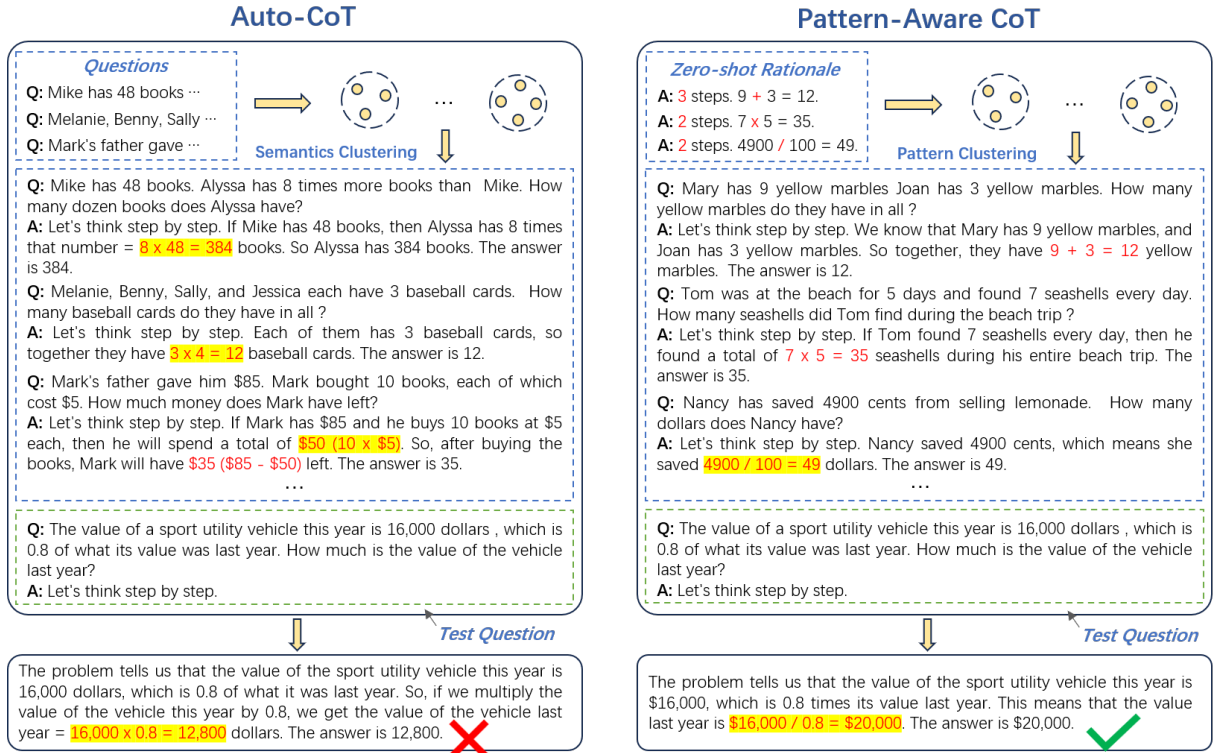 Auto-CoT
Questions
Q: Mike has 48 books ···
Q: Melanie, Benny, Sally ···
Q: Mark's father gave ···
...
Semantics Clustering
Q: Mike has 48 books. Alyssa has 8 times more books than Mike. How
many dozen books does Alyssa have?
A: Let's think step by step. If Mike has 48 books, then Alyssa has 8 times
that number = 8 x 48 = 384 books. So Alyssa has 384 books. The answer
is 384.
Q: Melanie, Benny, Sally, and Jessica each have 3 baseball cards. How
many baseball cards do they have in all ?
A: Let's think step by step. Each of them has 3 baseball cards, so
together they have 3 x 4 = 12 baseball cards. The answer is 12.
Q: Mark's father gave him $85. Mark bought 10 books, each of which
cost $5. How much money does Mark have left?
A: Let's think step by step. If Mark has $85 and he buys 10 books at $5
each, then he will spend a total of $50 (10 x $5). So, after buying the
books, Mark will have $35 ($85 - $50) left. The answer is 35.
...
Q: The value of a sport utility vehicle this year is 16,000 dollars , which is
0.8 of what its value was last year. How much is the value of the vehicle
last year?
A: Let's think step by step.
Test Question
The problem tells us that the value of the sport utility vehicle this year is
16,000 dollars, which is 0.8 of what it was last year. So, if we multiply the
value of the vehicle this year by 0.8, we get the value of the vehicle last
year = 16,000 x 0.8 = 12,800 dollars. The answer is 12,800.
Pattern-Aware CoT
Zero-shot Rationale
A: 3 steps. 9 + 3 = 12.
A: 2 steps. 7 x 5 = 35.
A: 2 steps. 4900 / 100 = 49.
...
Pattern Clustering
Q: Mary has 9 yellow marbles Joan has 3 yellow marbles. How many
yellow marbles do they have in all ?
A: Let's think step by step. We know that Mary has 9 yellow marbles, and
Joan has 3 yellow marbles. So together, they have 9 + 3 = 12 yellow
marbles. The answer is 12.
Q: Tom was at the beach for 5 days and found 7 seashells every day.
How many seashells did Tom find during the beach trip ?
A: Let's think step by step. If Tom found 7 seashells every day, then he
found a total of 7 x 5 = 35 seashells during his entire beach trip. The
answer is 35.
Q: Nancy has saved 4900 cents from selling lemonade. How many
dollars does Nancy have?
A: Let's think step by step. Nancy saved 4900 cents, which means she
saved 4900 / 100 = 49 dollars. The answer is 49.
...
Q: The value of a sport utility vehicle this year is 16,000 dollars , which is
0.8 of what its value was last year. How much is the value of the vehicle
last year?
A: Let's think step by step.
Test Question
The problem tells us that the value of the sport utility vehicle this year is
$16,000, which is 0.8 times its value last year. This means that the value
last year is $16,000 / 0.8 = $20,000. The answer is $20,000.